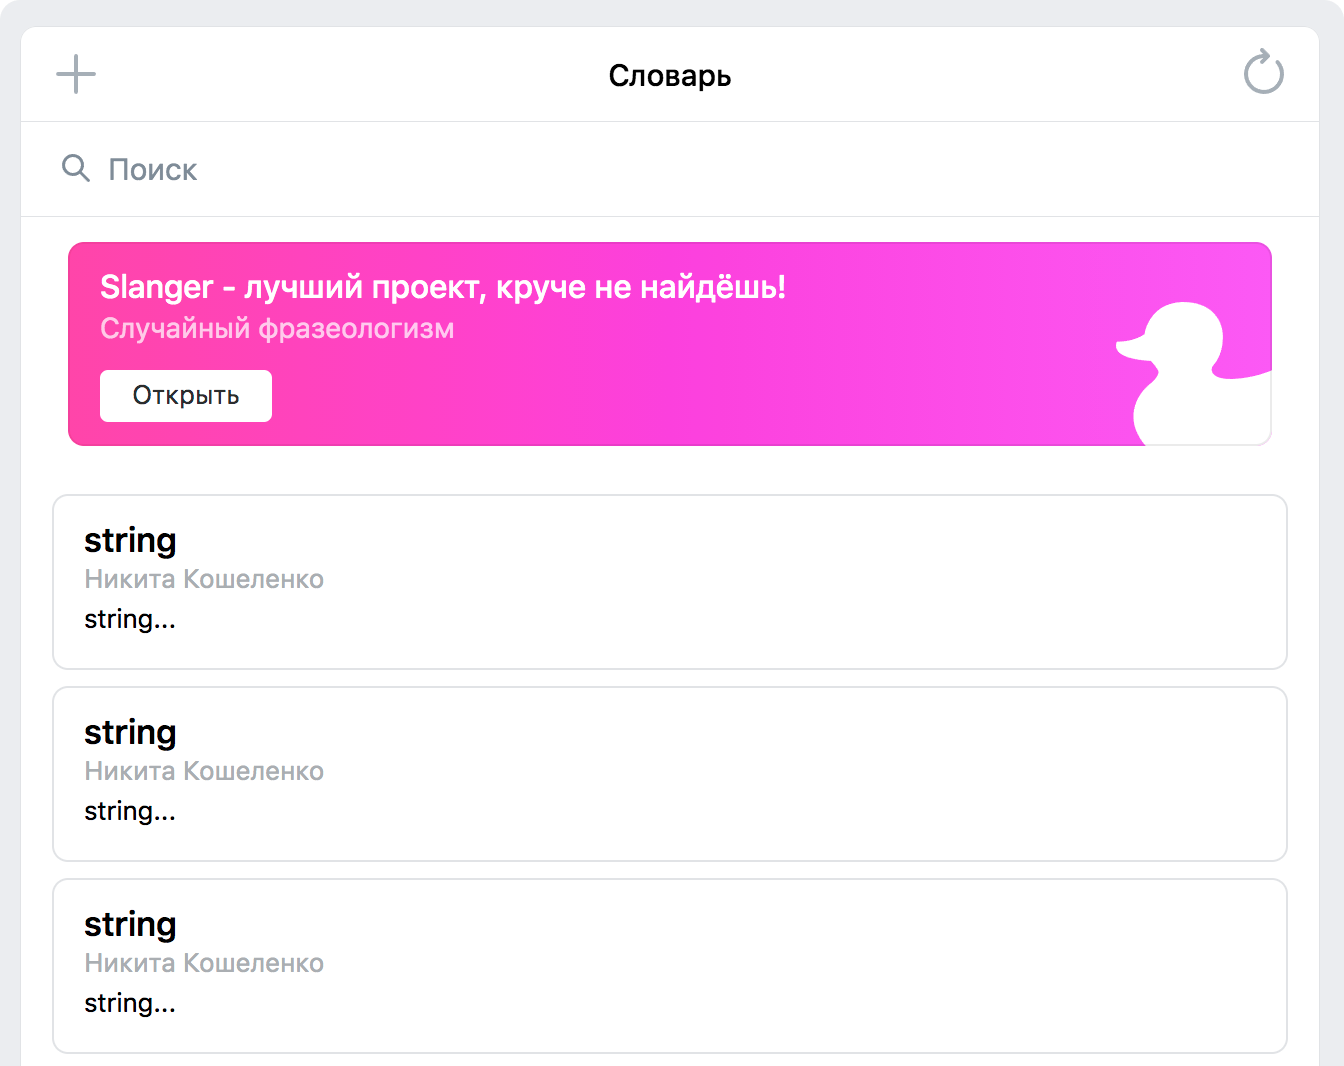 Словарь
Поиск
Slanger - лучший проект, круче не найдёшь!
Случайный фразеологизм
Открыть
string
Никита Кошеленко
string...
string
Никита Кошеленко
string...
string
Никита Кошеленко
string...